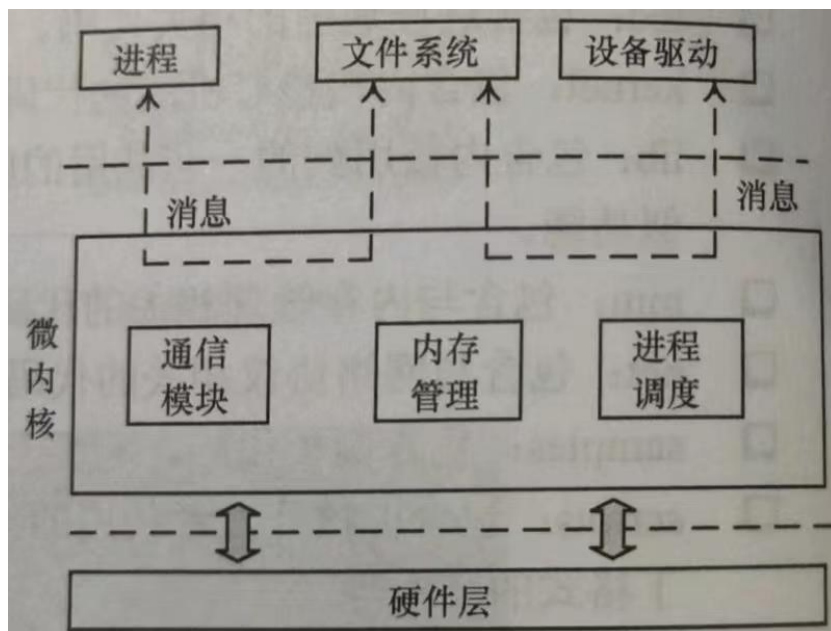 进程
文件系统
设备驱动
消息
消息
微内核
通信
模块
内存
管理
进程
调度
硬件层